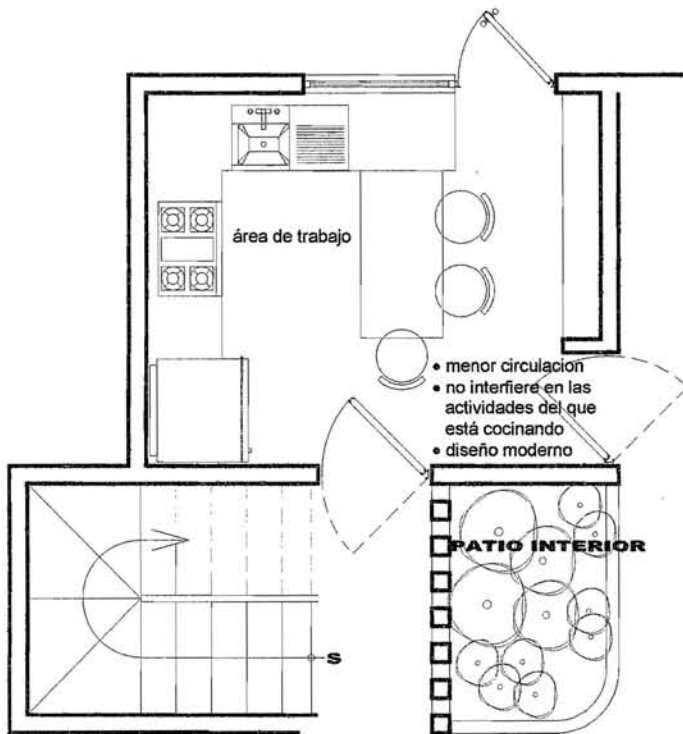 área de trabajo
• menor circulacion
• no interfiere en las
actividades del que
está cocinando
• diseño moderno
PATIO INTERIOR
S